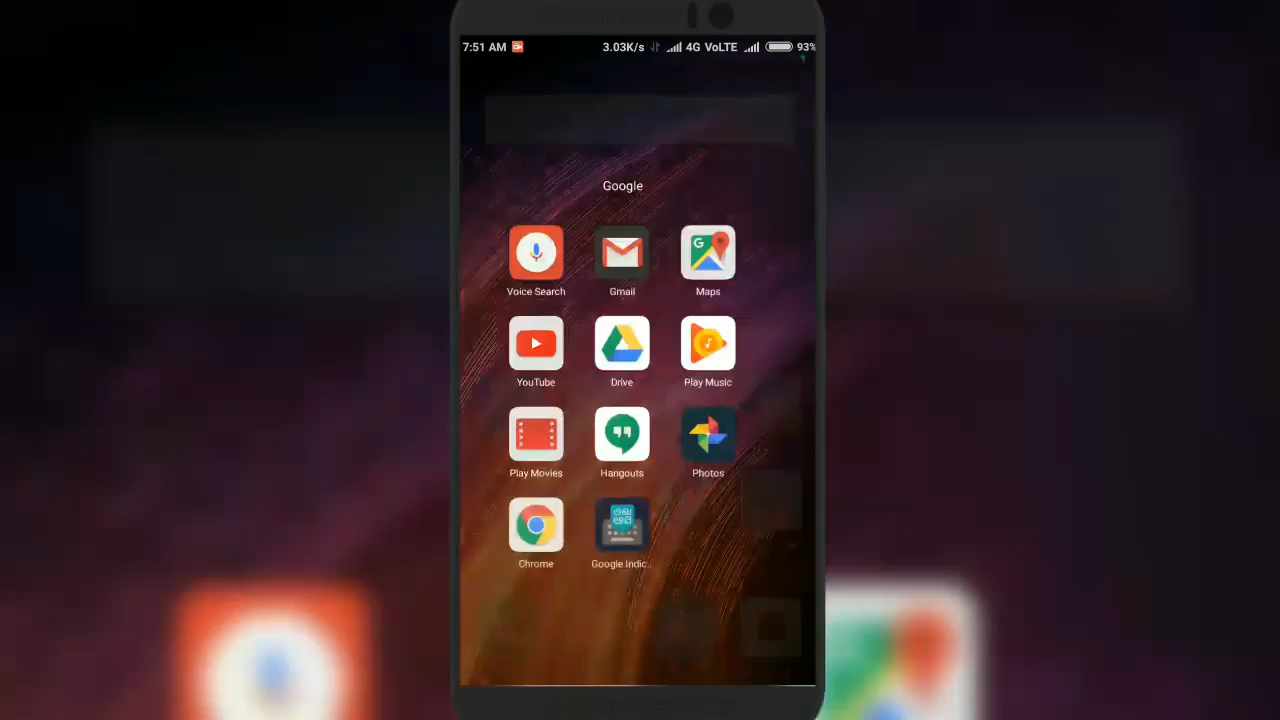 7:51 AM 3.03K/s 4G VoLTE 93%
Google
Voice Search Gmail Maps
YouTube Drive Play Music
Play Movies Hangouts Photos
Chrome Google Indic..